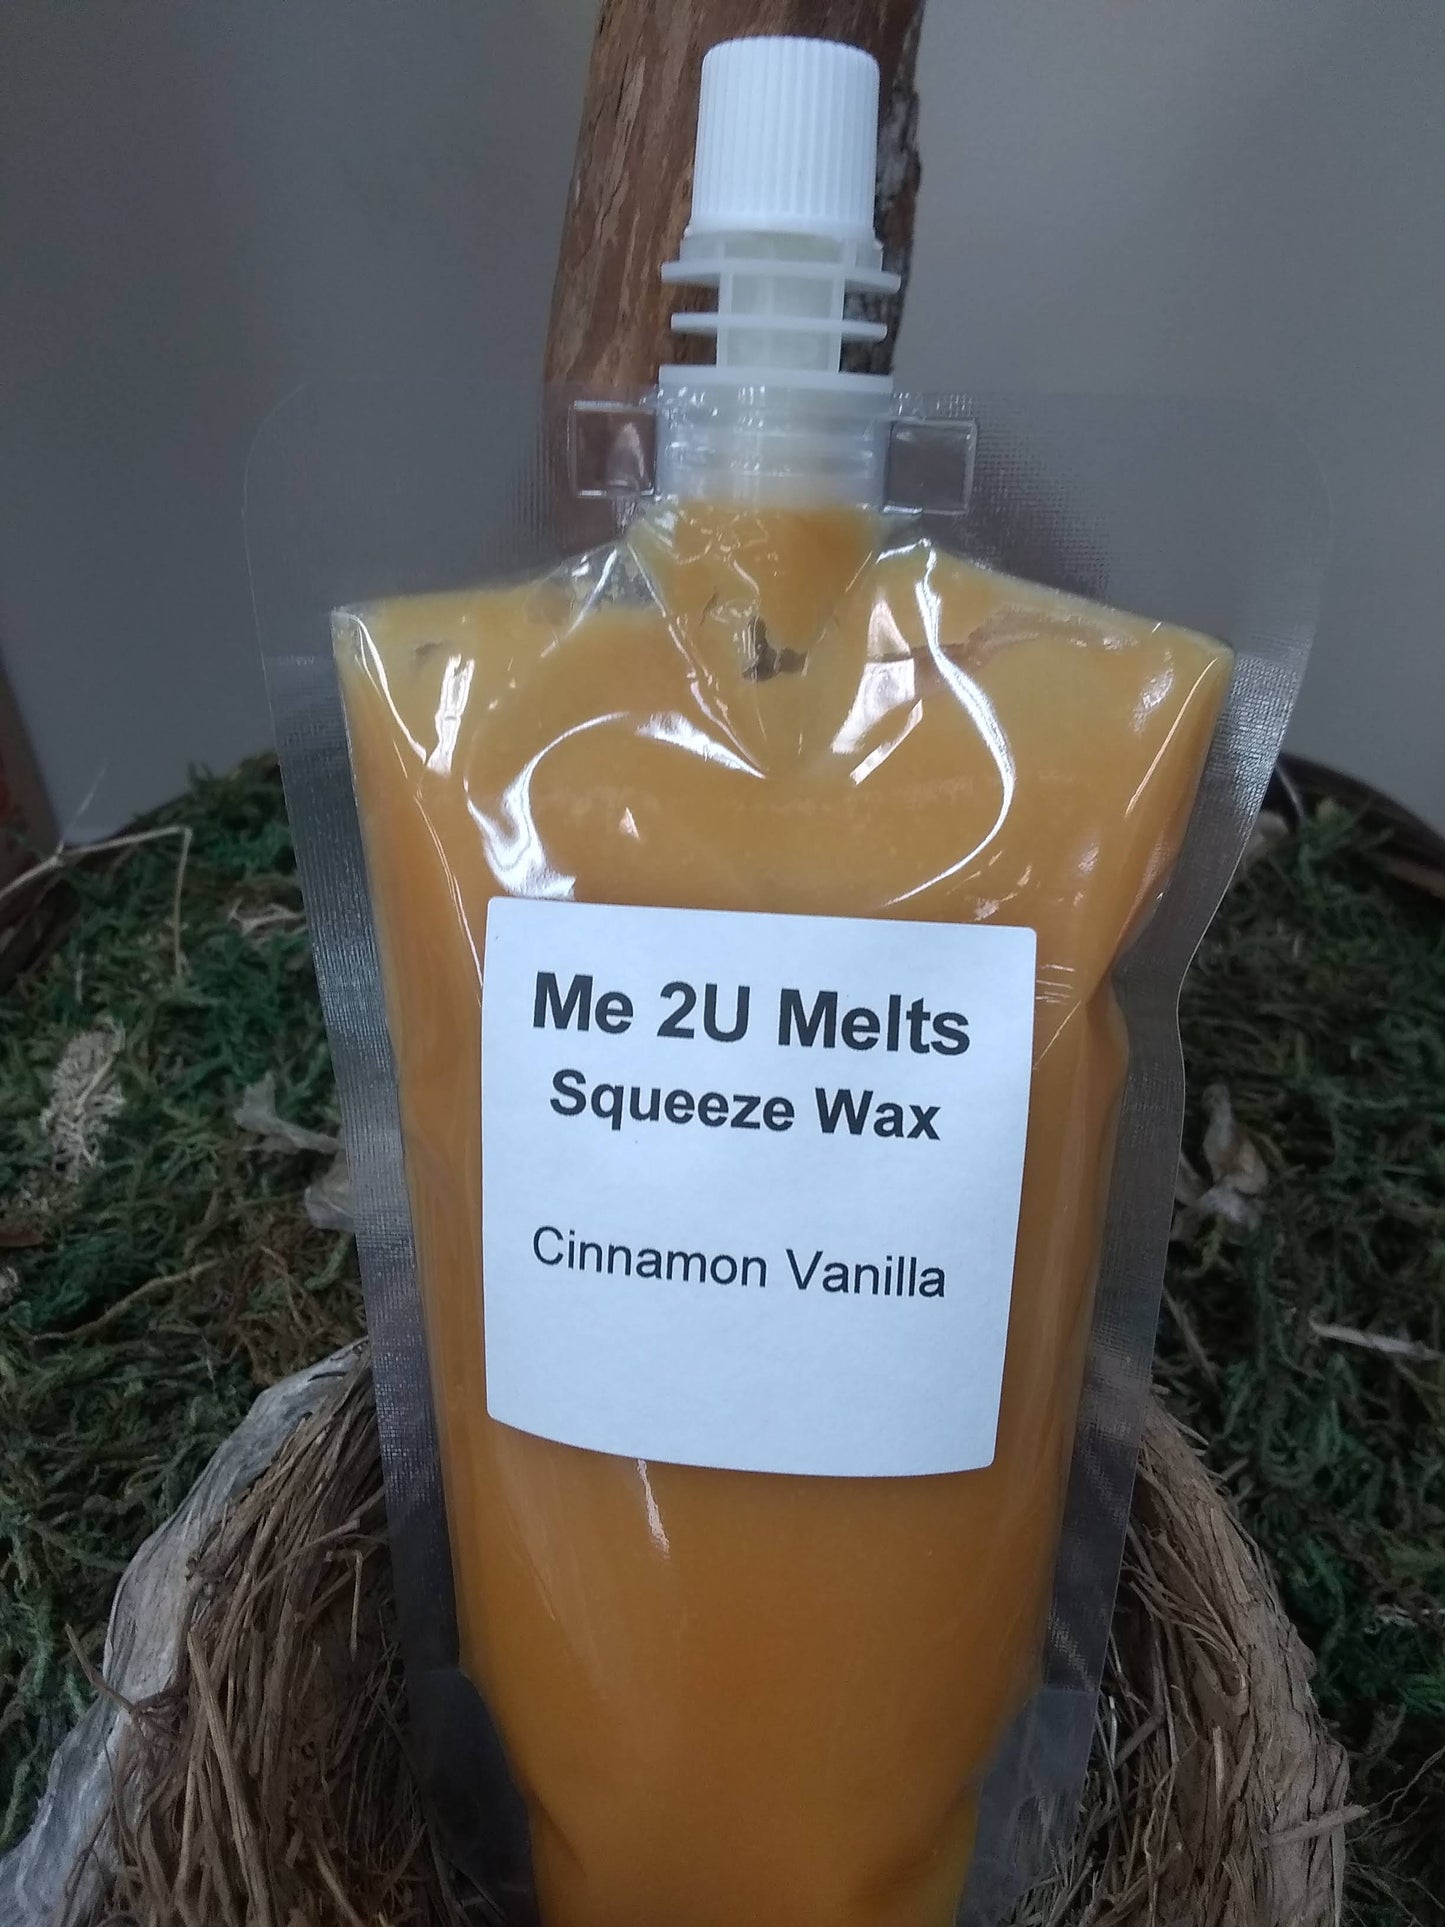 Me 2U Melts
Squeeze Wax
Cinnamon Vanilla